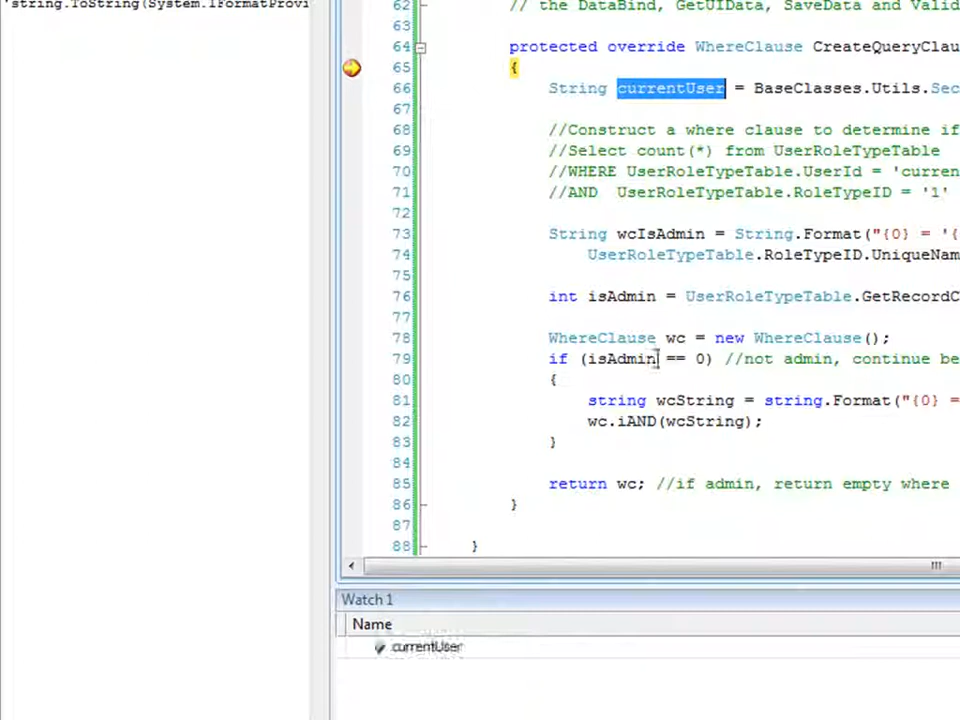 'string.ToString(System.IFormatProvi
62 // the DataBind, GetUIData, SaveData and Valid
63
64 protected override WhereClause CreateQueryClau
65 {
66 String currentUser = BaseClasses.Utils.Sec
67
68 //Construct a where clause to determine if
69 //Select count(*) from UserRoleTypeTable
70 //WHERE UserRoleTypeTable.UserId = 'curren
71 //AND  UserRoleTypeTable.RoleTypeID = '1'
72
73 String wcIsAdmin = String.Format("{0} = '{
74 UserRoleTypeTable.RoleTypeID.UniqueNam
75
76 int isAdmin = UserRoleTypeTable.GetRecordC
77
78 WhereClause wc = new WhereClause();
79 if (isAdmin == 0) //not admin, continue be
80 {
81 string wcString = string.Format("{0} =
82 wc.iAND(wcString);
83 }
84
85 return wc; //if admin, return empty where
86 }
87
88 }
Watch 1
Name
currentUser